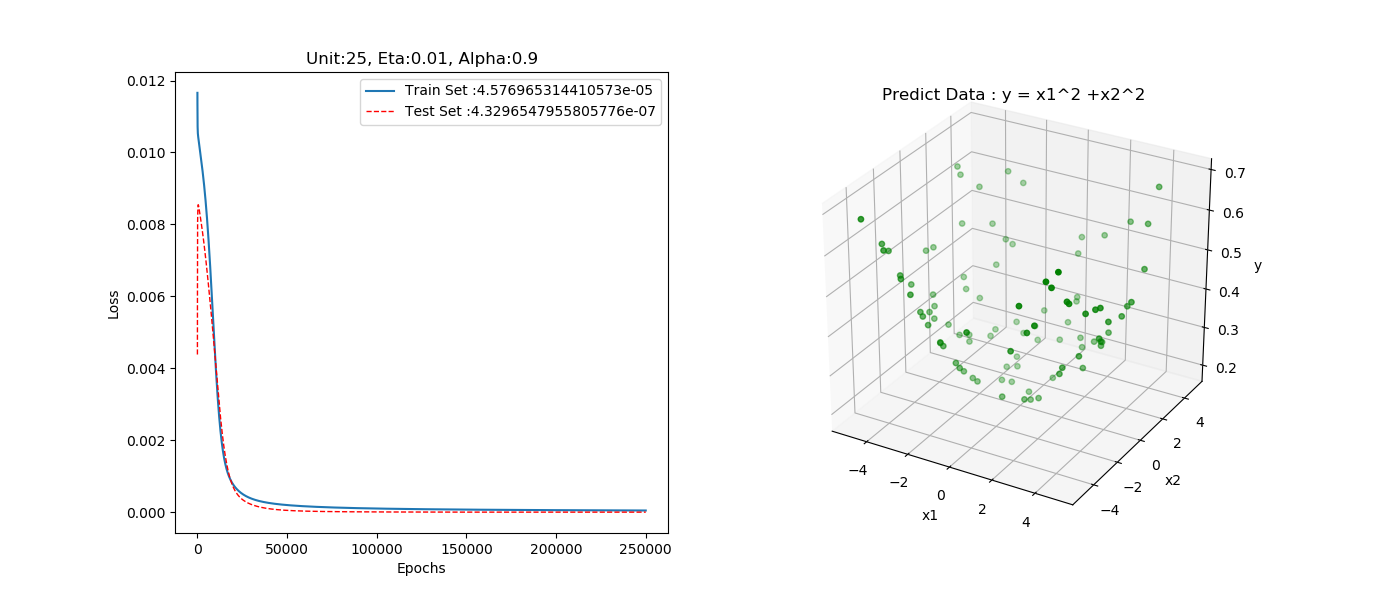 Unit:25, Eta:0.01, Alpha:0.9
Train Set :4.576965314410573e-05
Test Set :4.3296547955805776e-07
0.012
0.010
0.008
0.006
0.004
0.002
0.000
Loss
0 50000 100000 150000 200000 250000
Epochs
Predict Data : y = x1^2 +x2^2
0.7
0.6
0.5
0.4
0.3
0.2
y
−4 −2 0 2 4
x1
−4 −2 0 2 4
x2